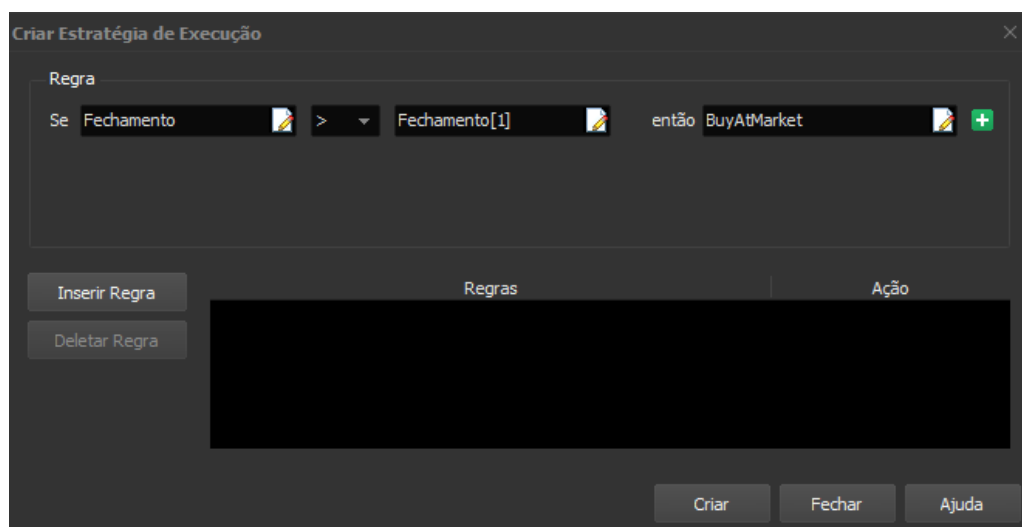 Criar Estratégia de Execução
Regra
Se Fechamento > Fechamento[1] então BuyAtMarket
Inserir Regra
Regras Ação
Deletar Regra
Criar Fechar Ajuda